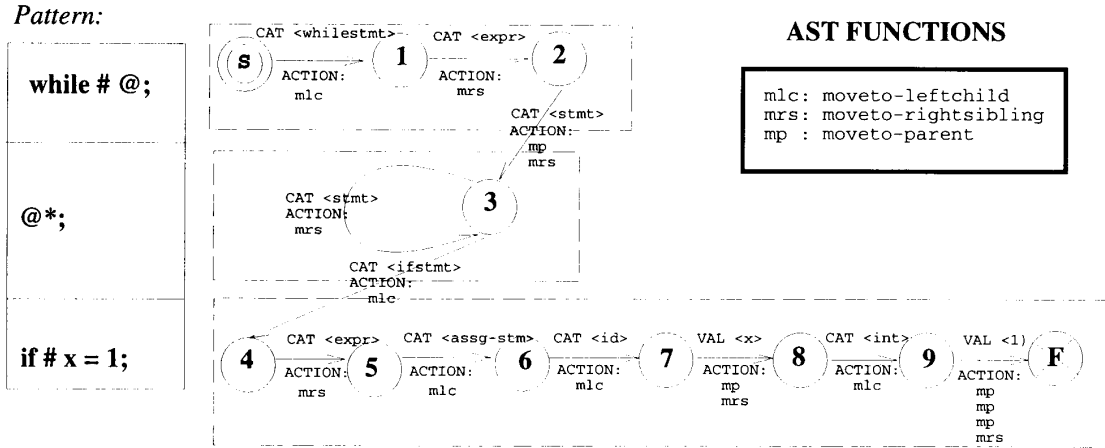 Pattern:
while # @;
@*;
if # x = 1;
AST FUNCTIONS
mlc: moveto-leftchild
mrs: moveto-rightsibling
mp : moveto-parent
S
CAT <whilestmt>
ACTION:
mlc
1
CAT <expr>
ACTION:
mrs
2
CAT <stmt>
ACTION:
mp
mrs
3
CAT <stmt>
ACTION:
mrs
CAT <ifstmt>
ACTION:
mlc
4
CAT <expr>
ACTION:
mrs
5
CAT <assg-stm>
ACTION:
mlc
6
CAT <id>
ACTION:
mlc
7
VAL <x>
ACTION:
mp
mrs
8
CAT <int>
ACTION:
mlc
9
VAL <1)
ACTION:
mp
mp
mp
mrs
F